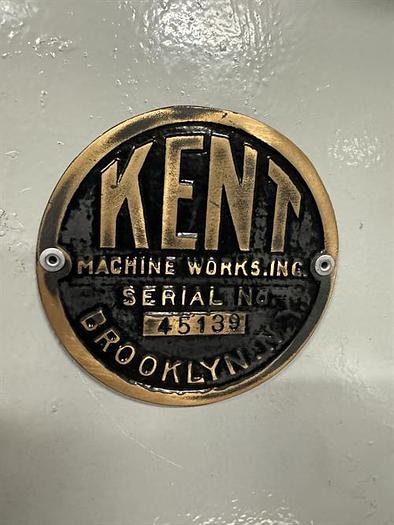 KENT
MACHINE WORKS.INC.
SERIAL No.
45139
BROOKLYN.N.Y.